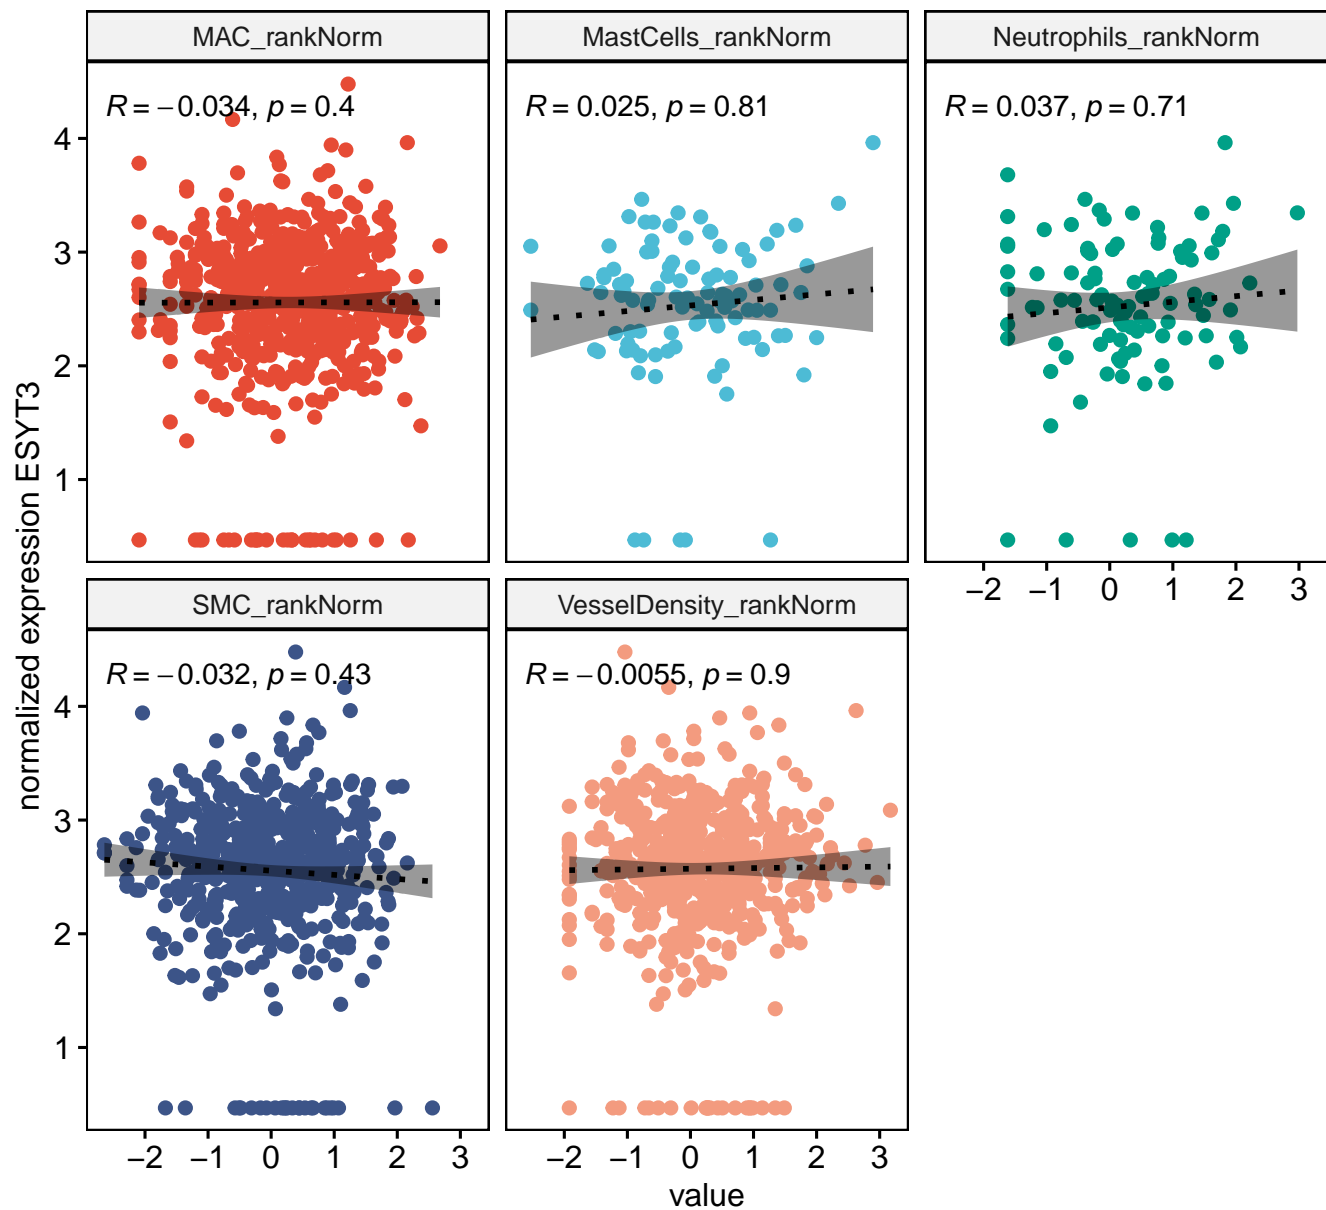 MAC_rankNorm
MastCells_rankNorm
Neutrophils_rankNorm
R = −0.034, p = 0.4
R = 0.025, p = 0.81
R = 0.037, p = 0.71
4
3
2
1
−2 −1 0 1 2 3
SMC_rankNorm
VesselDensity_rankNorm
R = −0.032, p = 0.43
R = −0.0055, p = 0.9
4
3
2
1
−2 −1 0 1 2 3
−2 −1 0 1 2 3
value
normalized expression ESYT3